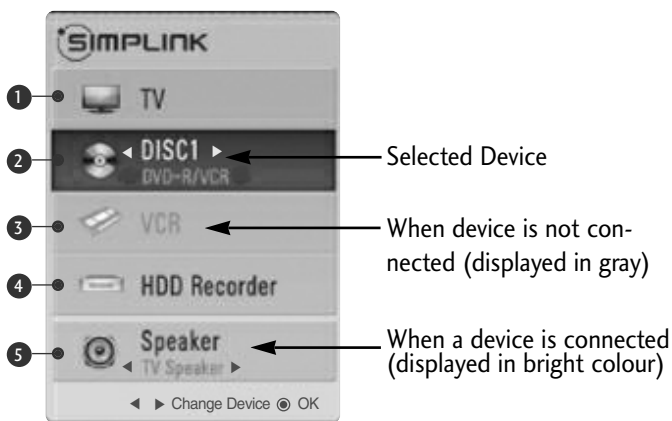 SIMPLINK
1 TV
2 ◄ DISC1 ► Selected Device
DVD-R/VCR
3 VCR When device is not con-
nected (displayed in gray)
4 HDD Recorder
5 Speaker When a device is connected
◄ TV Speaker ► (displayed in bright colour)
◄ ► Change Device ◉ OK